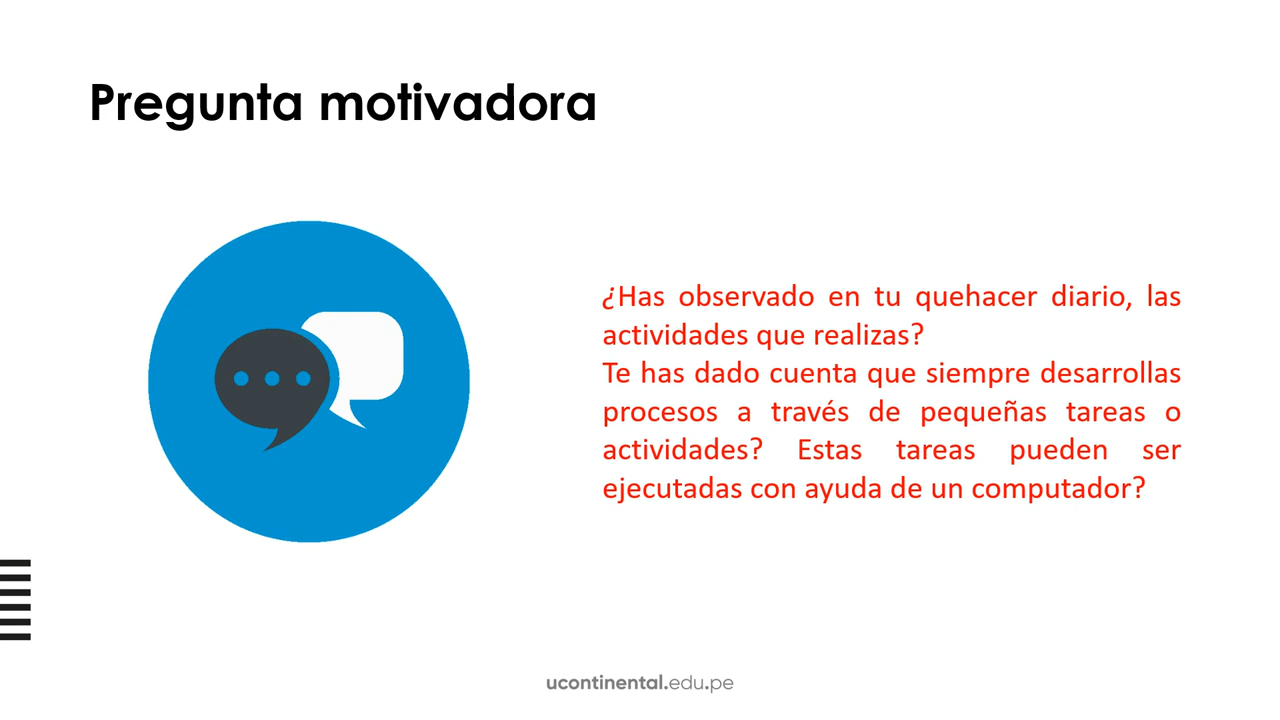 Pregunta motivadora
¿Has observado en tu quehacer diario, las
actividades que realizas?
Te has dado cuenta que siempre desarrollas
procesos a través de pequeñas tareas o
actividades? Estas tareas pueden ser
ejecutadas con ayuda de un computador?
ucontinental.edu.pe